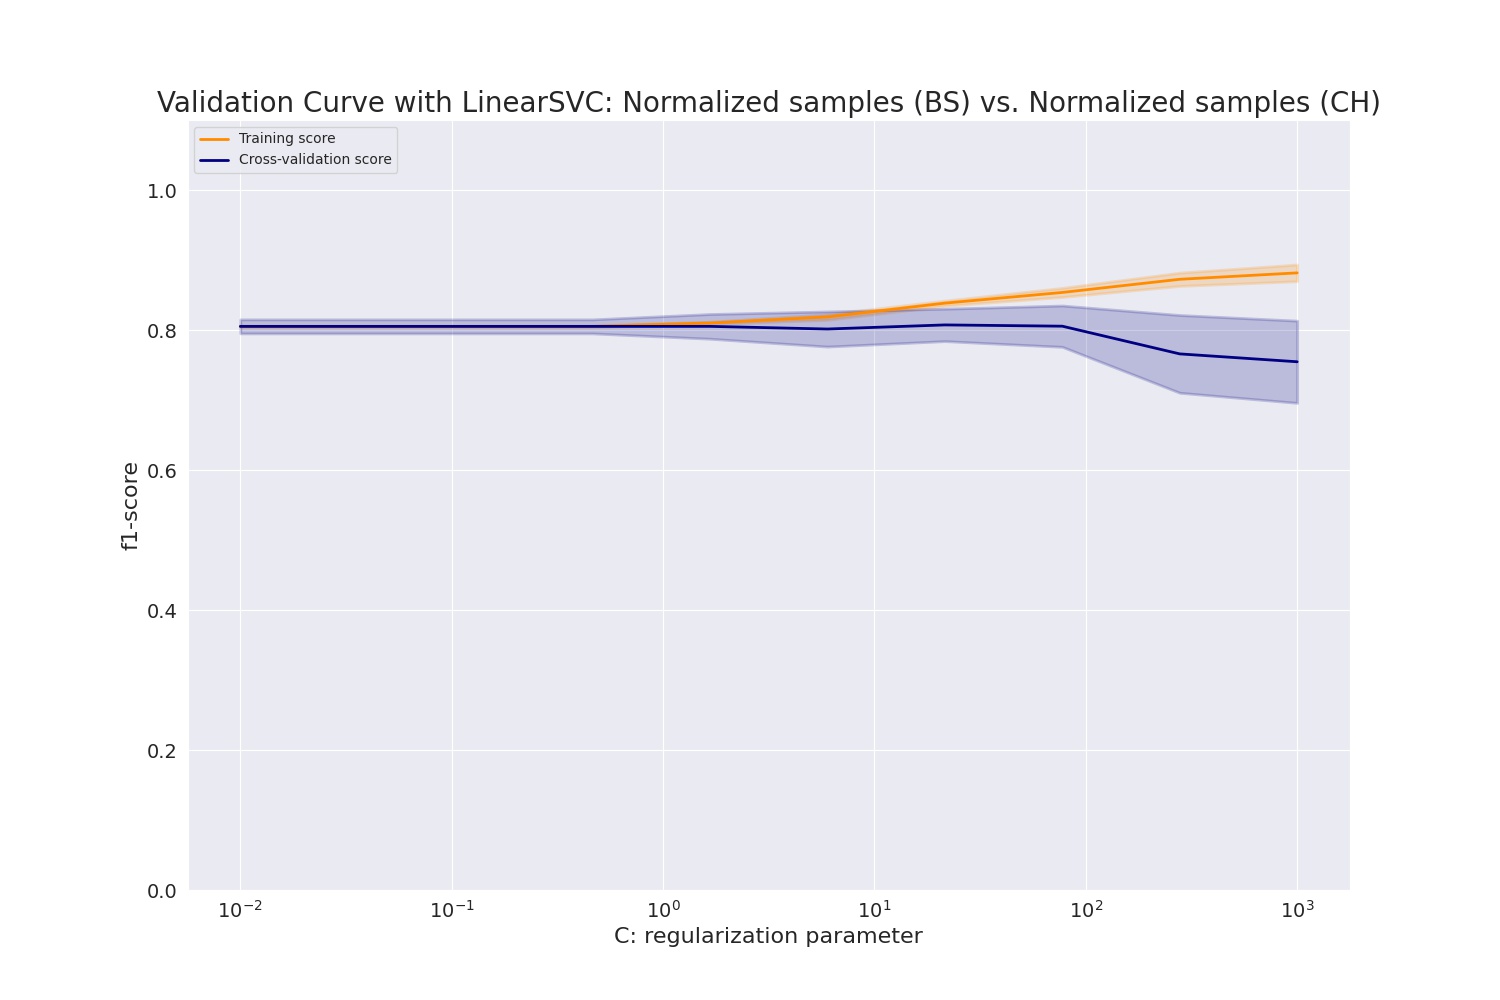 Validation Curve with LinearSVC: Normalized samples (BS) vs. Normalized samples (CH)
Training score
Cross-validation score
1.0
0.8
0.6
0.4
0.2
0.0
f1-score
10⁻² 10⁻¹ 10⁰ 10¹ 10² 10³
C: regularization parameter